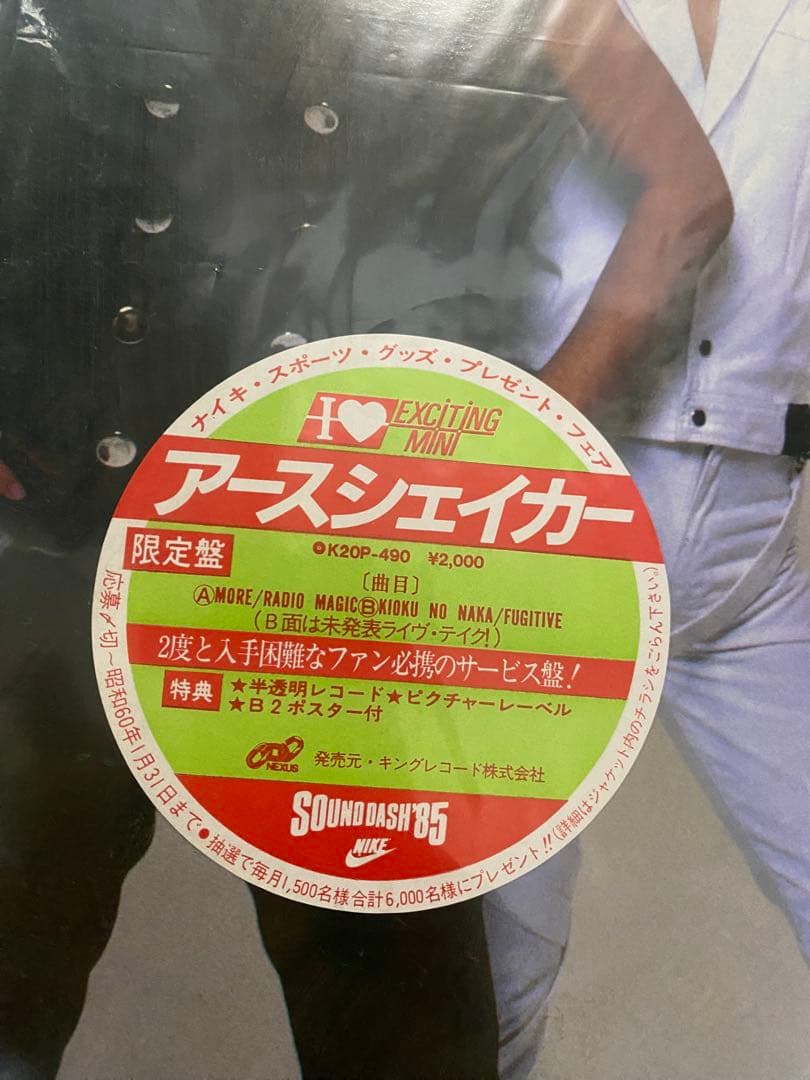 ナイキ・スポーツ・グッズ・プレゼント・フェア
I♥ EXCITING
MINI
アースシェイカー
限定盤
K20P-490 ¥2,000
〔曲目〕
ⒶMORE/RADIO MAGICⒷKIOKU NO NAKA/FUGITIVE
(B面は未発表ライヴ・テイク!)
2度と入手困難なファン必携のサービス盤!
特典
★半透明レコード★ピクチャーレーベル
★B2ポスター付
NEXUS
発売元・キングレコード株式会社
SOUND DASH'85
NIKE
応募〆切〜昭和60年1月31日まで●抽選で毎月1,500名様合計6,000名様にプレゼント!!(詳細はジャケット内のチラシをごらん下さい。)